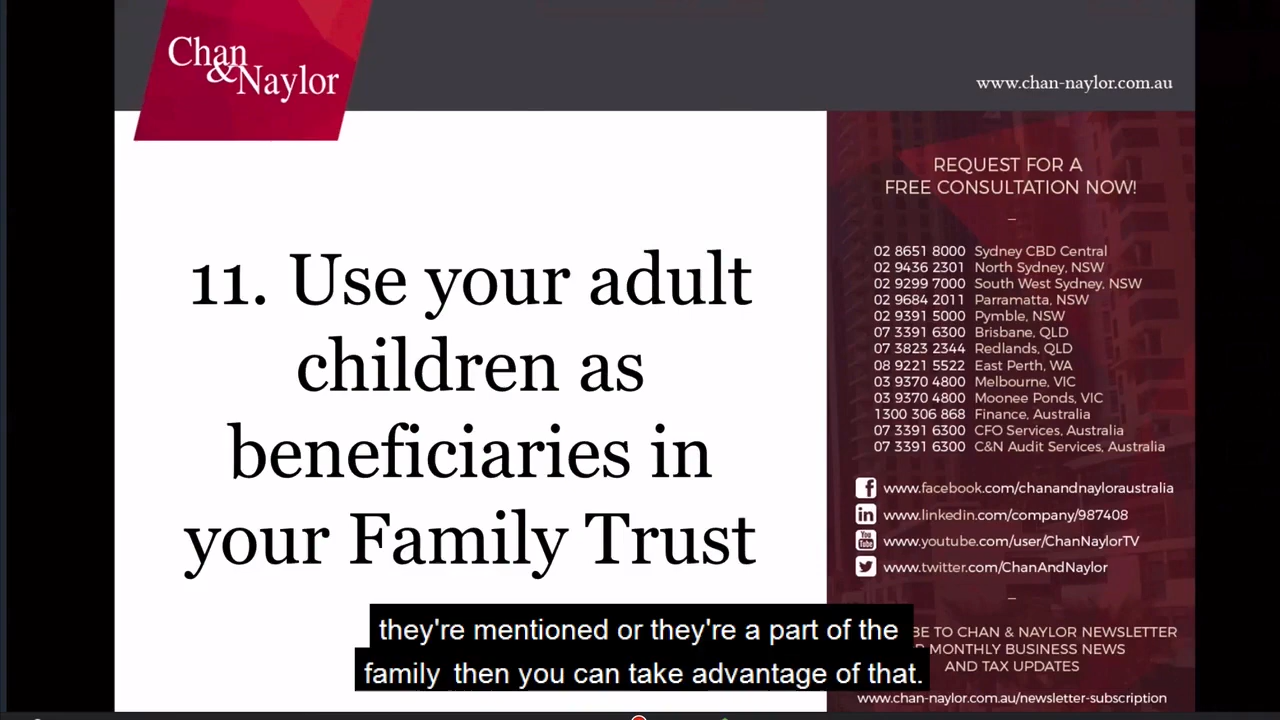 Chan
&Naylor
www.chan-naylor.com.au
11. Use your adult
children as
beneficiaries in
your Family Trust
REQUEST FOR A
FREE CONSULTATION NOW!
02 8651 8000 Sydney CBD Central
02 9436 2301 North Sydney, NSW
02 9299 7000 South West Sydney, NSW
02 9684 2011 Parramatta, NSW
02 9391 5000 Pymble, NSW
07 3391 6300 Brisbane, QLD
07 3823 2344 Redlands, QLD
08 9221 5522 East Perth, WA
03 9370 4800 Melbourne, VIC
03 9370 4800 Moonee Ponds, VIC
1300 306 868 Finance, Australia
07 3391 6300 CFO Services, Australia
07 3391 6300 C&N Audit Services, Australia
www.facebook.com/chanandnayloraustralia
www.linkedin.com/company/987408
www.youtube.com/user/ChanNaylorTV
www.twitter.com/ChanAndNaylor
TO CHAN & NAYLOR NEWSLETTER
MONTHLY BUSINESS NEWS
AND TAX UPDATES
www.chan-naylor.com.au/newsletter-subscription
they're mentioned or they're a part of the
family then you can take advantage of that.